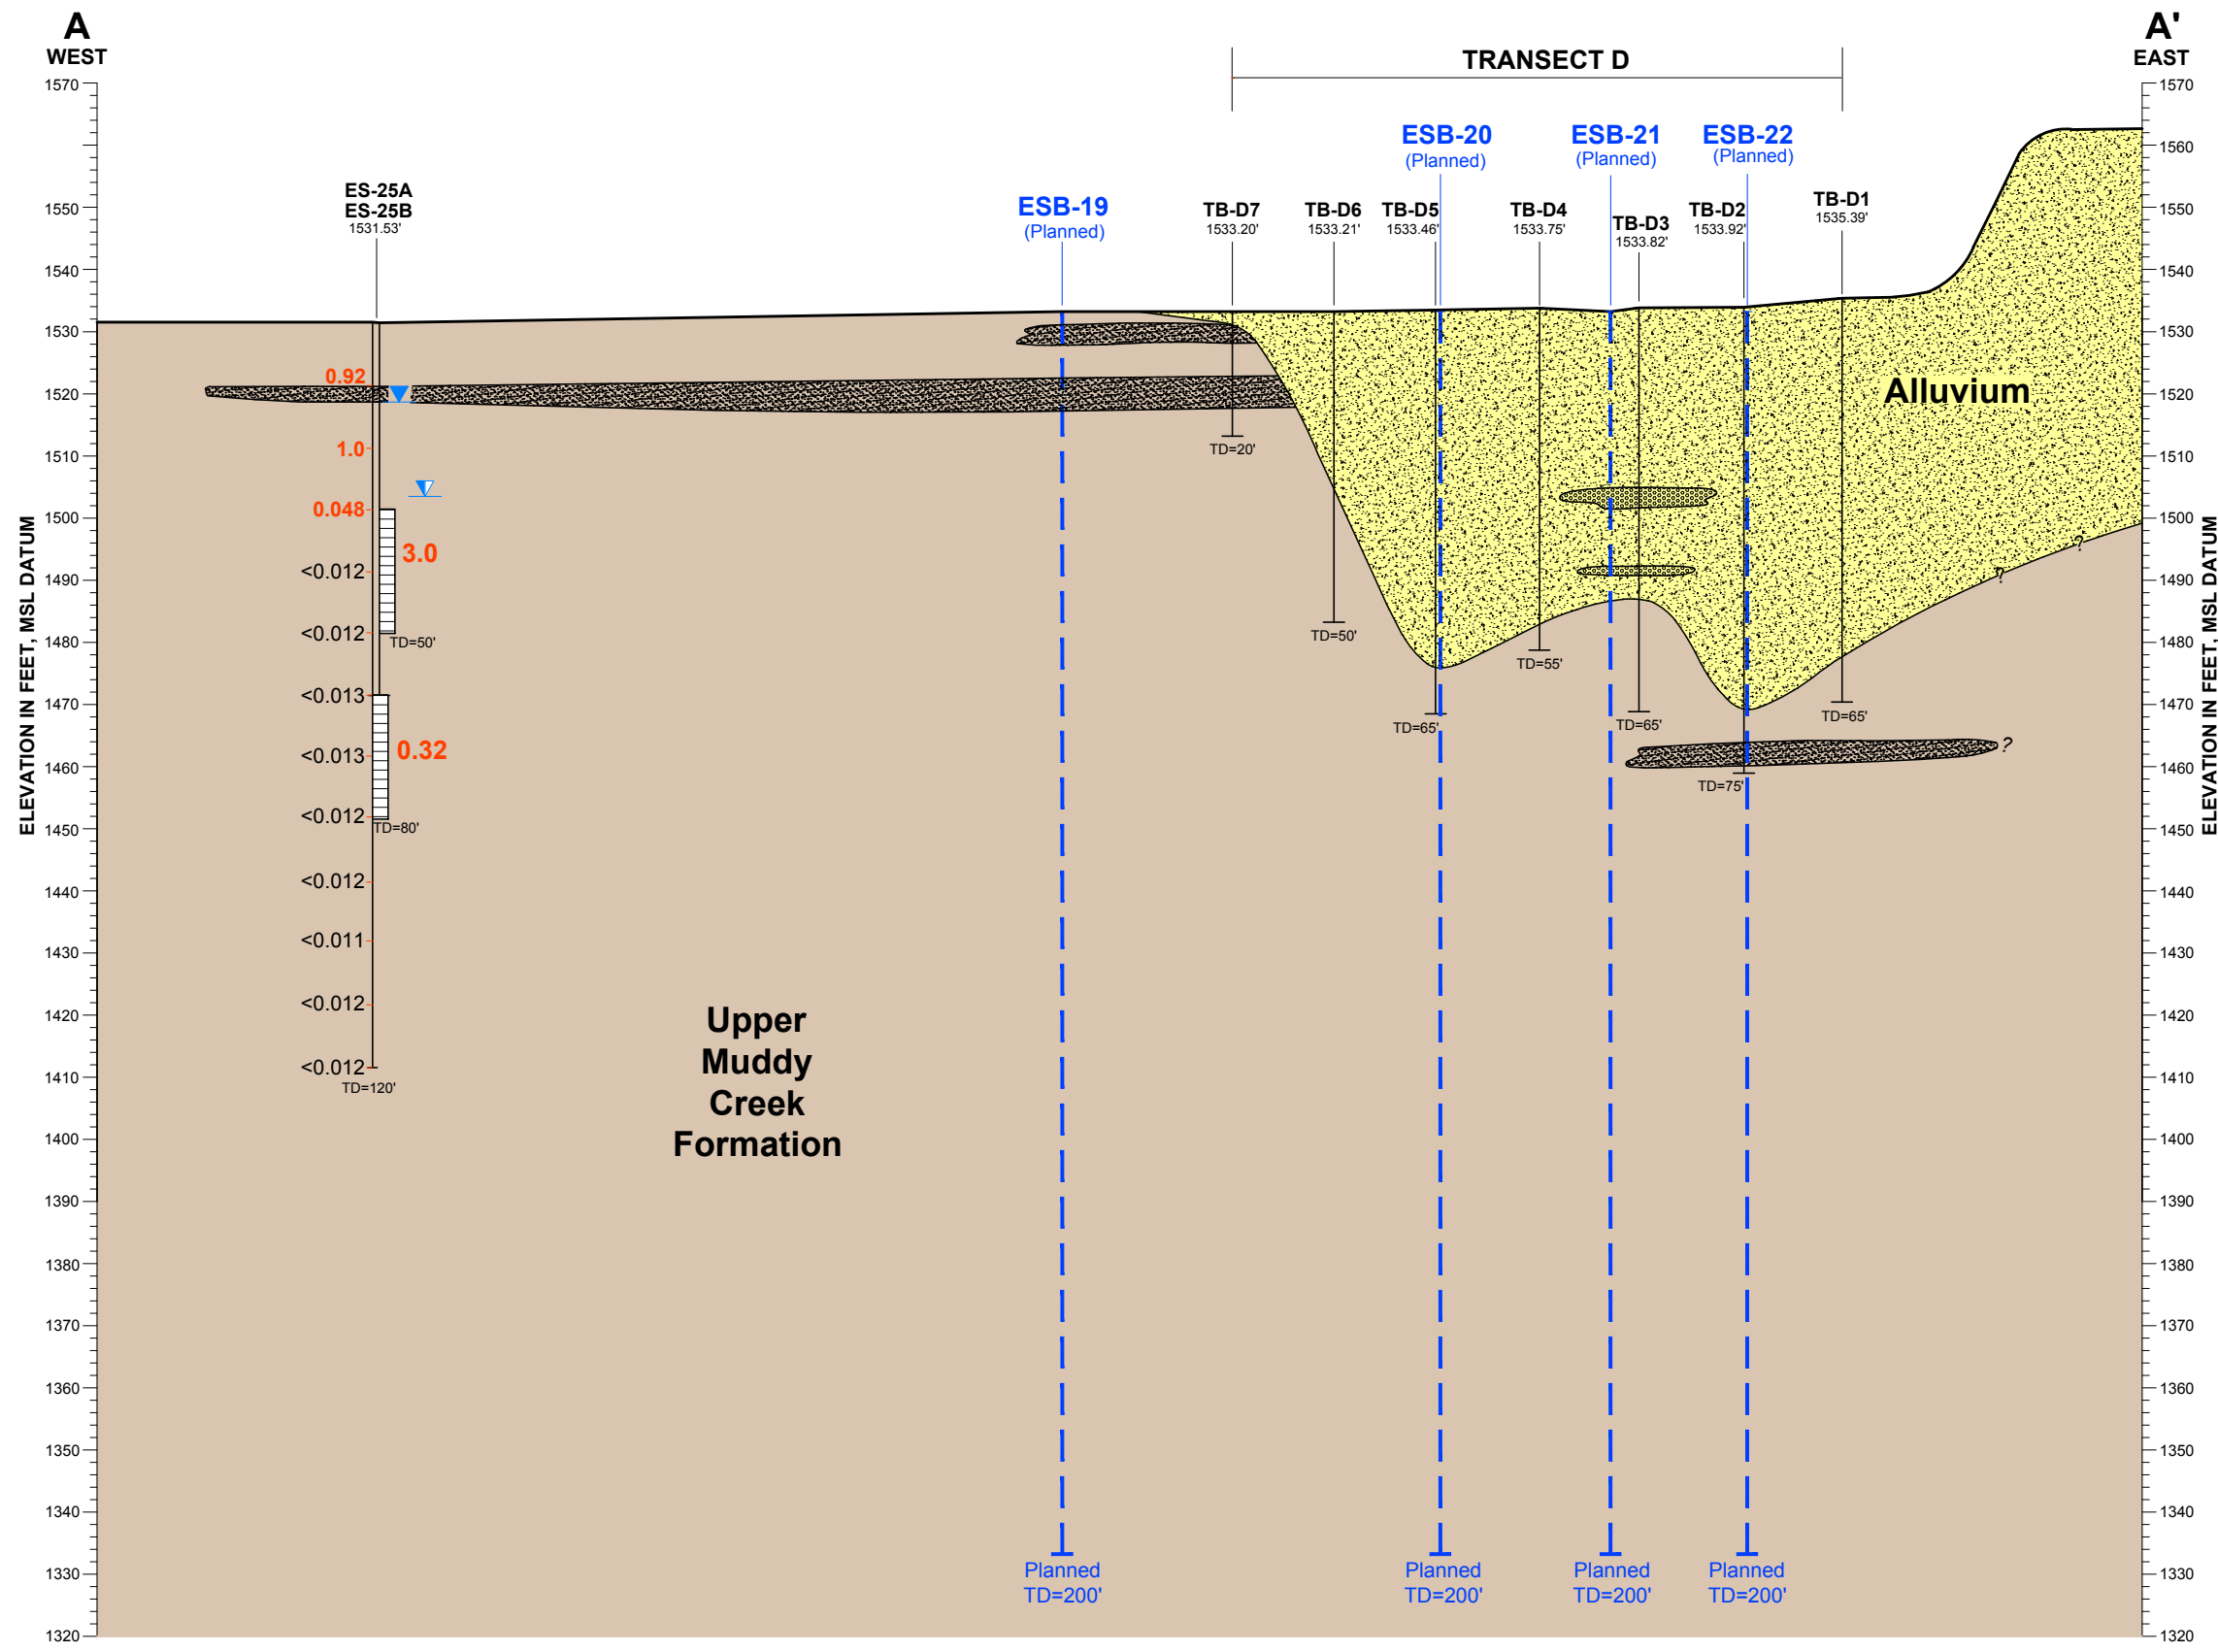 A
WEST
A'
EAST
TRANSECT D
ESB-20
(Planned)
ESB-21
(Planned)
ESB-22
(Planned)
ES-25A
ES-25B
1531.53'
ESB-19
(Planned)
TB-D7
1533.20'
TB-D6
1533.21'
TB-D5
1533.46'
TB-D4
1533.75'
TB-D3
1533.82'
TB-D2
1533.92'
TB-D1
1535.39'
ELEVATION IN FEET, MSL DATUM
1570
1550
1540
1530
1520
1510
1500
1490
1480
1470
1460
1450
1440
1430
1420
1410
1400
1390
1380
1370
1360
1350
1340
1330
1320
0.92
1.0
0.048
3.0
<0.012
<0.012
TD=50'
<0.013
<0.013
0.32
<0.012
TD=80'
<0.012
<0.011
<0.012
<0.012
TD=120'
TD=20'
TD=50'
TD=65'
TD=55'
TD=65'
TD=75'
TD=65'
?
?
?
Alluvium
Upper
Muddy
Creek
Formation
Planned
TD=200'
Planned
TD=200'
Planned
TD=200'
Planned
TD=200'
1570
1560
1550
1540
1530
1520
1510
1500
1490
1480
1470
1460
1450
1440
1430
1420
1410
1400
1390
1380
1370
1360
1350
1340
1330
1320
ELEVATION IN FEET, MSL DATUM